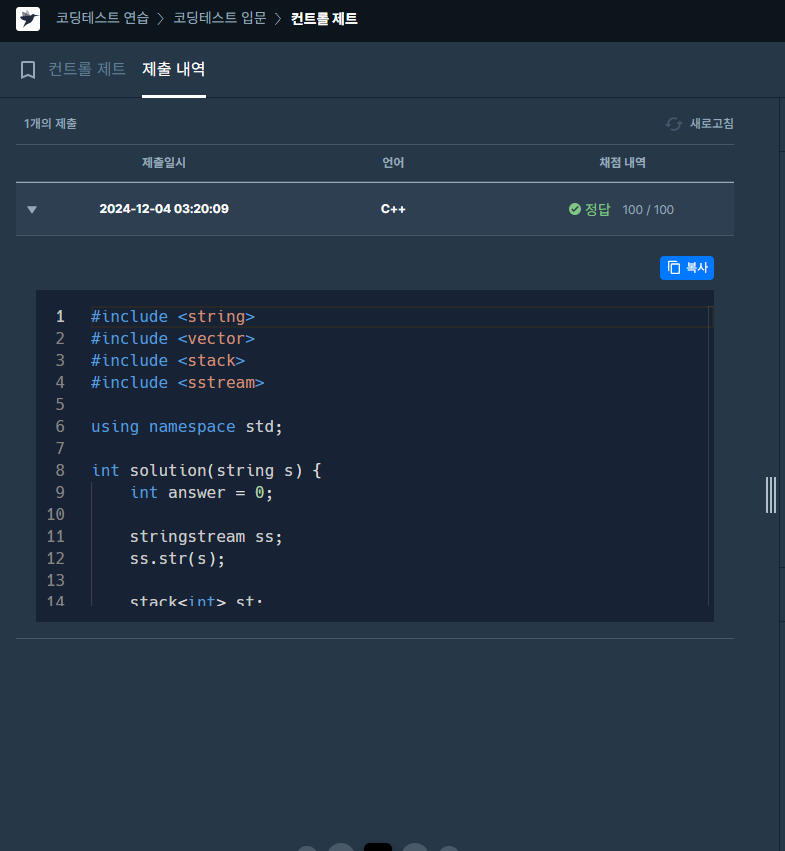 코딩테스트 연습 > 코딩테스트 입문 > 컨트롤 제트
컨트롤 제트 제출 내역
1개의 제출 새로고침
제출일시 언어 채점 내역
2024-12-04 03:20:09 C++ 정답 100 / 100
복사
1 #include <string>
2 #include <vector>
3 #include <stack>
4 #include <sstream>
5
6 using namespace std;
7
8 int solution(string s) {
9     int answer = 0;
10
11     stringstream ss;
12     ss.str(s);
13
14     stack<int> st;